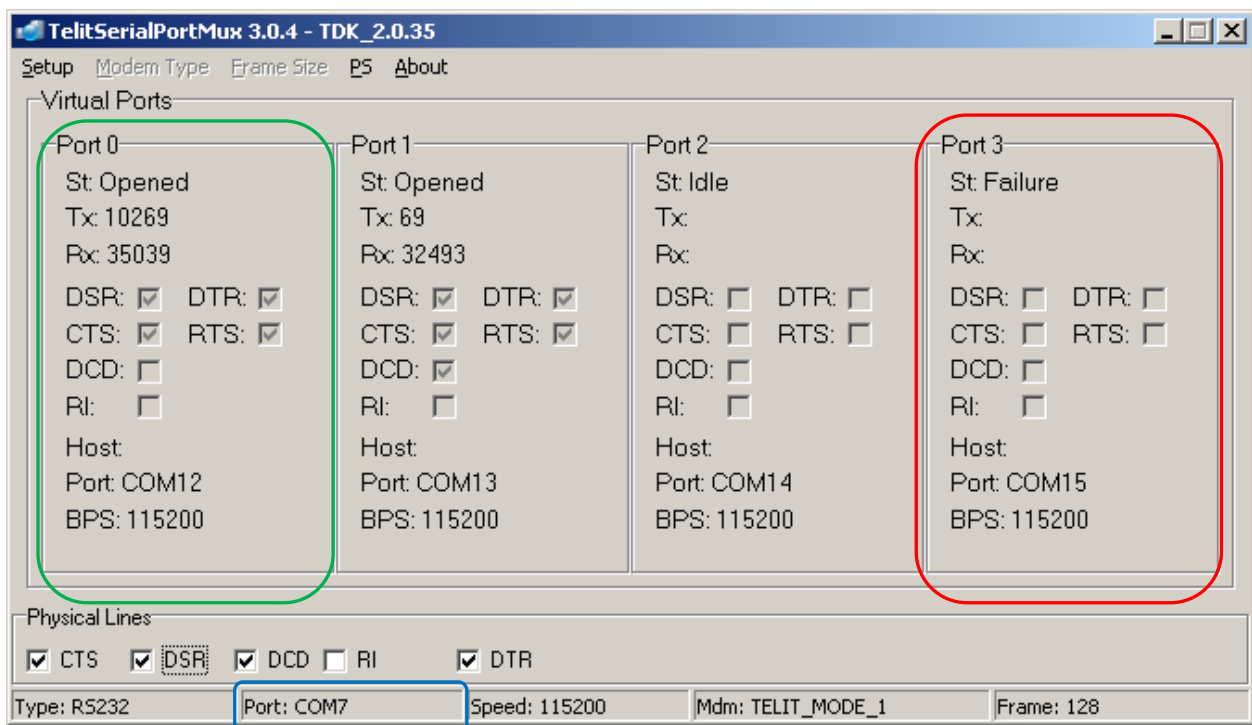 TelitSerialPortMux 3.0.4 - TDK_2.0.35
Setup Modem Type Frame Size PS About
Virtual Ports
Port 0
St: Opened
Tx: 10269
Rx: 35039
DSR: DTR:
CTS: RTS:
DCD:
RI:
Host:
Port: COM12
BPS: 115200
Port 1
St: Opened
Tx: 69
Rx: 32493
DSR: DTR:
CTS: RTS:
DCD:
RI:
Host:
Port: COM13
BPS: 115200
Port 2
St: Idle
Tx:
Rx:
DSR: DTR:
CTS: RTS:
DCD:
RI:
Host:
Port: COM14
BPS: 115200
Port 3
St: Failure
Tx:
Rx:
DSR: DTR:
CTS: RTS:
DCD:
RI:
Host:
Port: COM15
BPS: 115200
Physical Lines
CTS DSR DCD RI DTR
Type: RS232 Port: COM7 Speed: 115200 Mdm: TELIT_MODE_1 Frame: 128